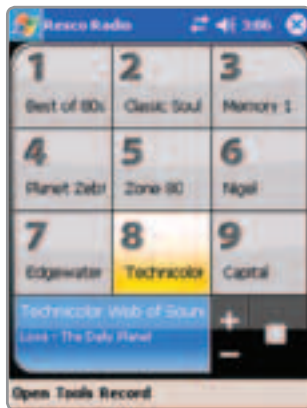 Resco Radio 3:06
1 2 3
Best of 80s Classic Soul Memory 1
4 5 6
Planet Zebr Zone 80 Nigel
7 8 9
Edgewater Technicolor Capital
Technicolor Web of Soun
Love - The Daily Planet
Open Tools Record